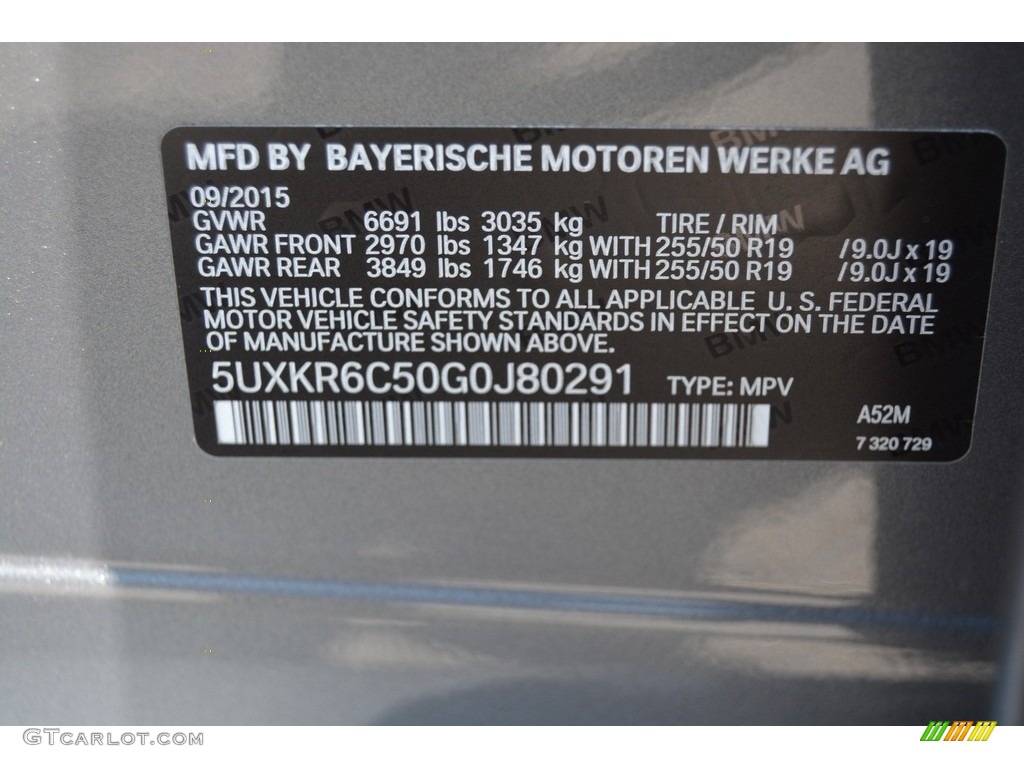 MFD BY BAYERISCHE MOTOREN WERKE AG
09/2015
GVWR 6691 lbs 3035 kg TIRE / RIM
GAWR FRONT 2970 lbs 1347 kg WITH 255/50 R19 /9.0J x 19
GAWR REAR 3849 lbs 1746 kg WITH 255/50 R19 /9.0J x 19
THIS VEHICLE CONFORMS TO ALL APPLICABLE U. S. FEDERAL
MOTOR VEHICLE SAFETY STANDARDS IN EFFECT ON THE DATE
OF MANUFACTURE SHOWN ABOVE.
5UXKR6C50G0J80291 TYPE: MPV
A52M
7 320 729
GTCARLOT.COM